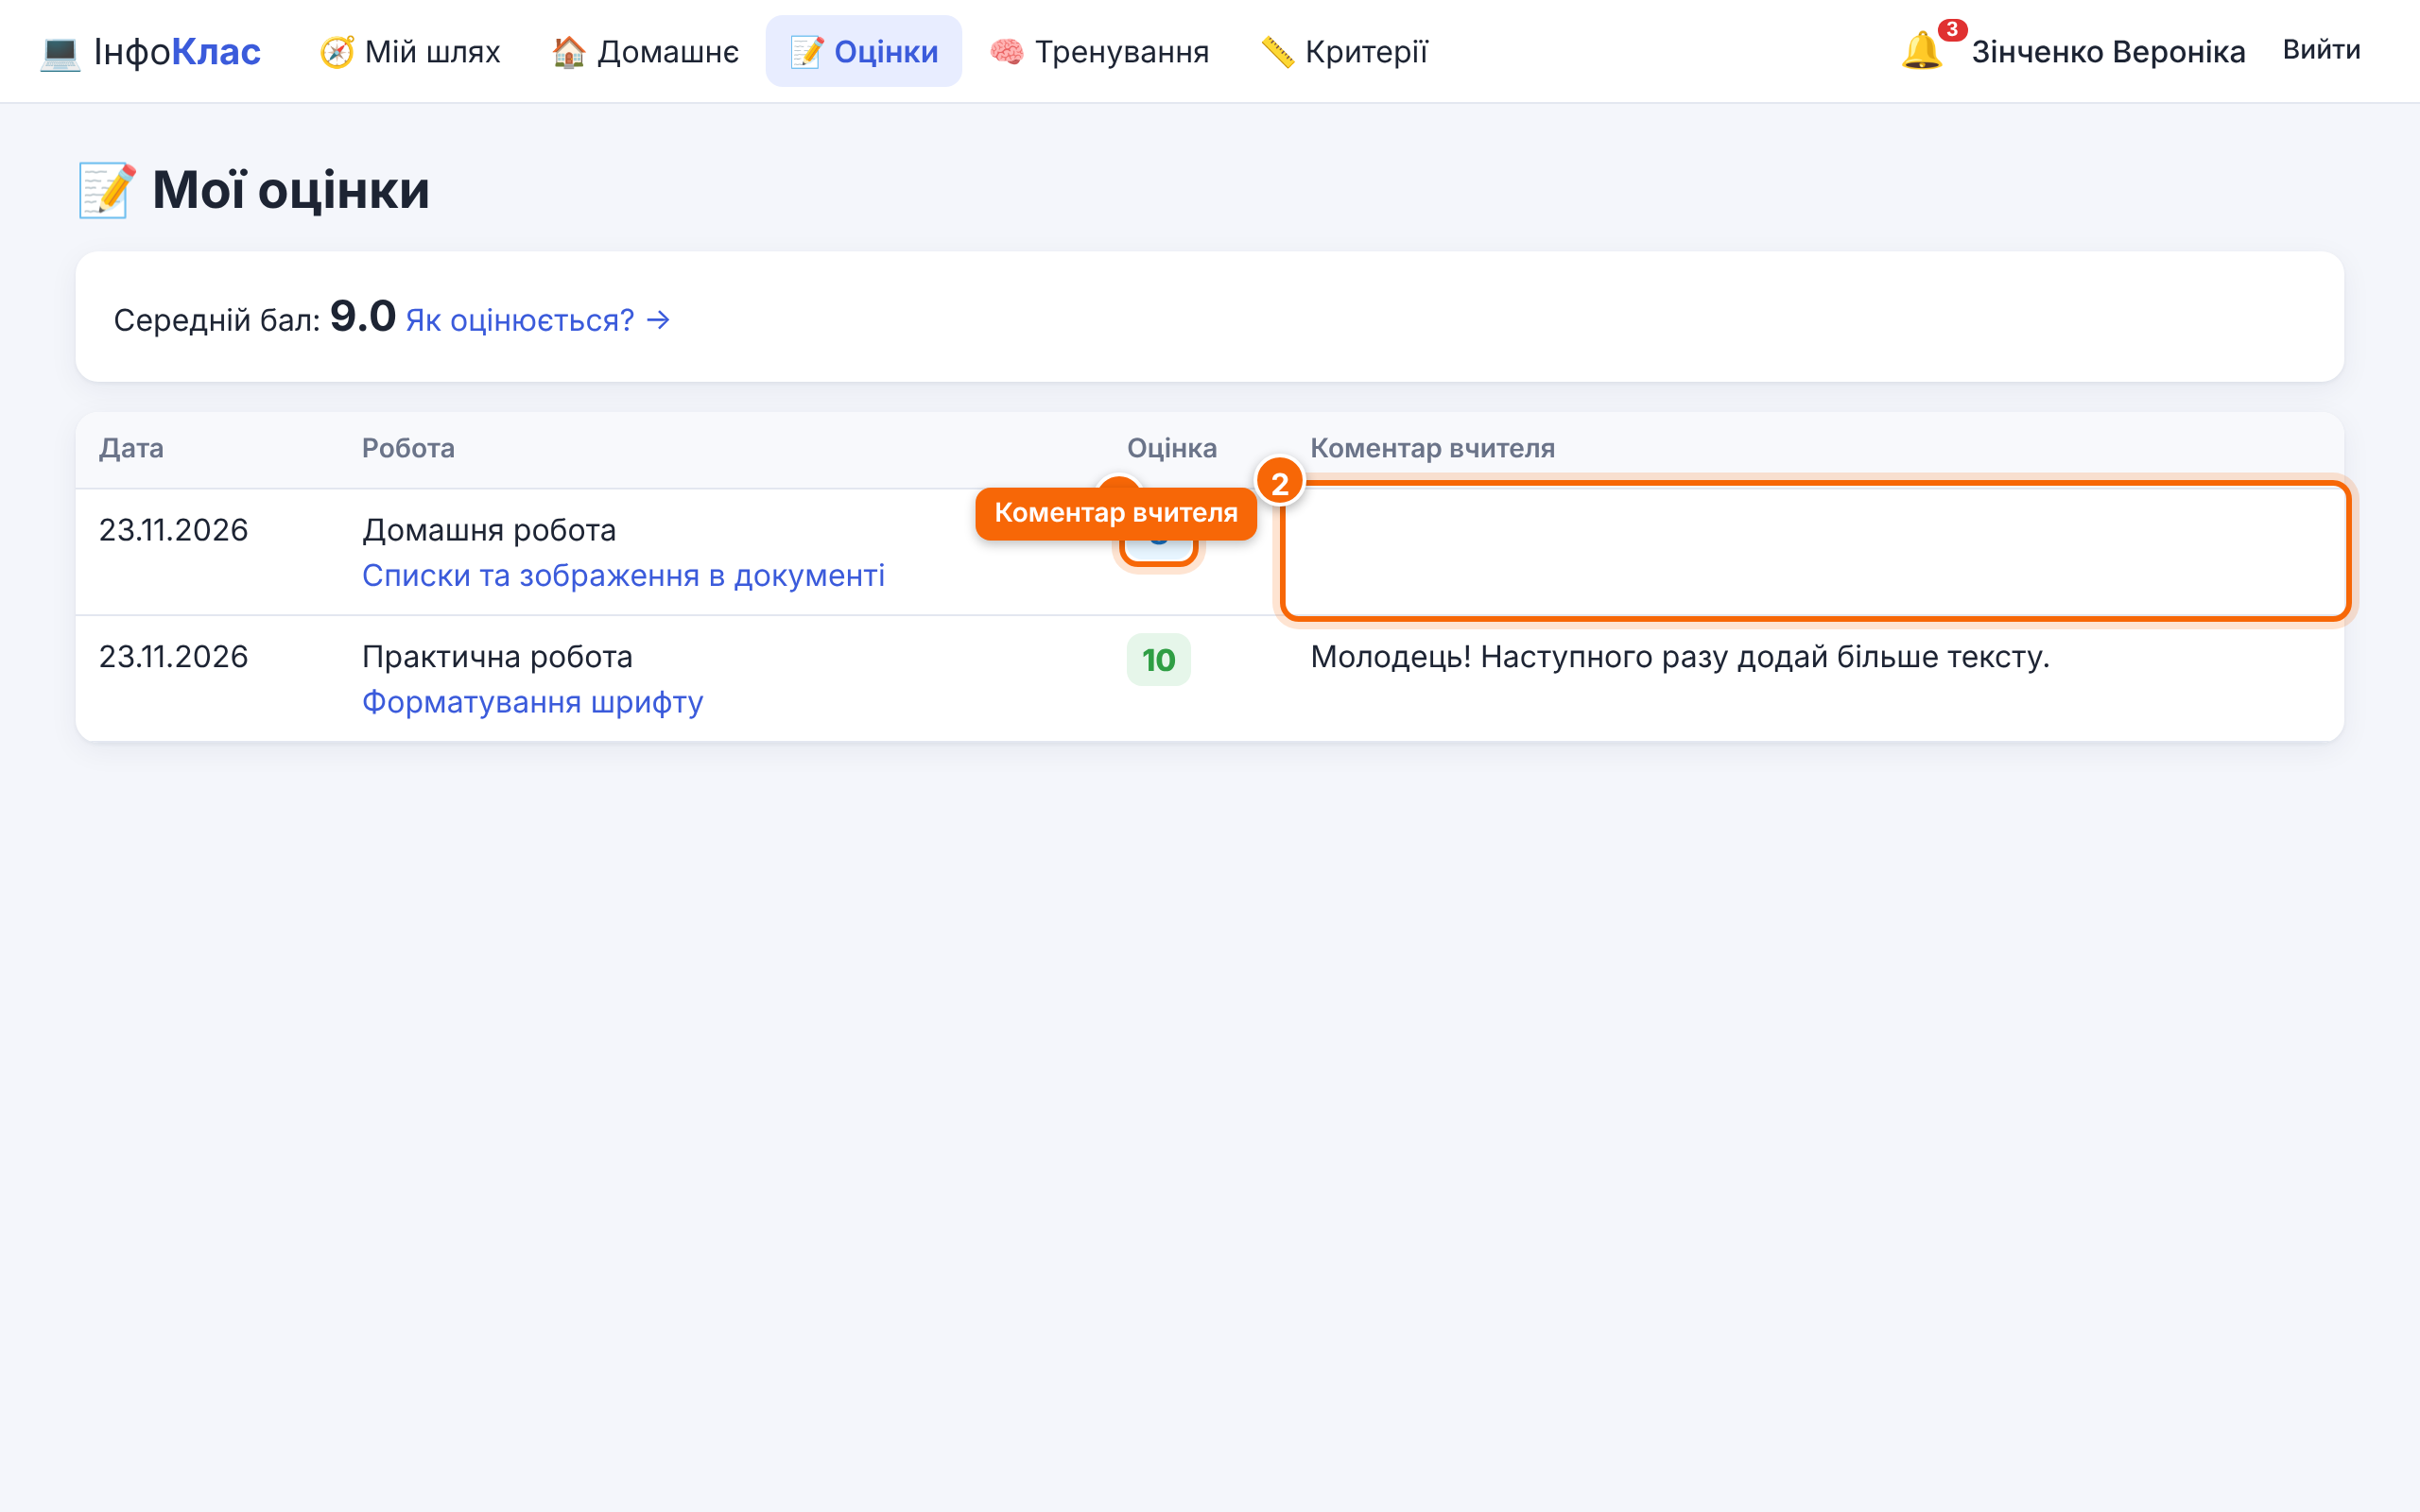 ІнфоКлас
Мій шлях
Домашнє
Оцінки
Тренування
Критерії
3
Зінченко Вероніка
Вийти
Мої оцінки
Середній бал: 9.0 Як оцінюється? →
Дата Робота Оцінка Коментар вчителя
2
Коментар вчителя
23.11.2026 Домашня робота
Списки та зображення в документі
23.11.2026 Практична робота 10 Молодець! Наступного разу додай більше тексту.
Форматування шрифту